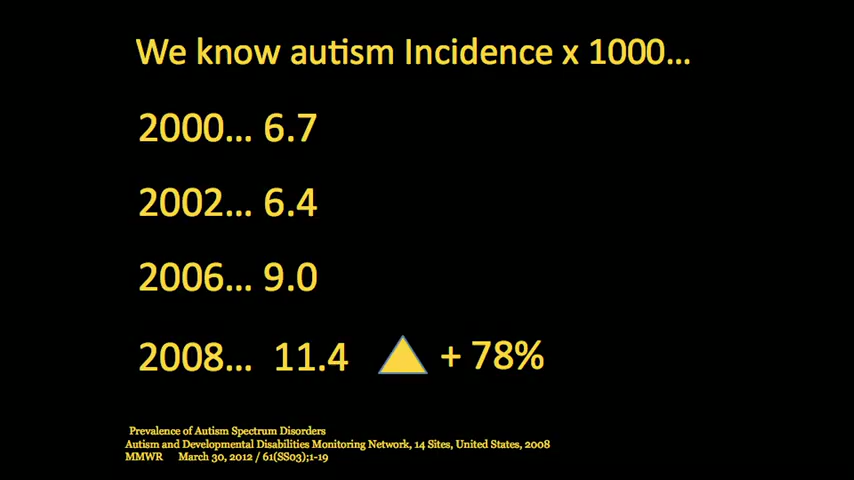 We know autism Incidence x 1000...
2000... 6.7
2002... 6.4
2006... 9.0
2008... 11.4 + 78%
Prevalence of Autism Spectrum Disorders
Autism and Developmental Disabilities Monitoring Network, 14 Sites, United States, 2008
MMWR March 30, 2012 / 61(SS03);1-19